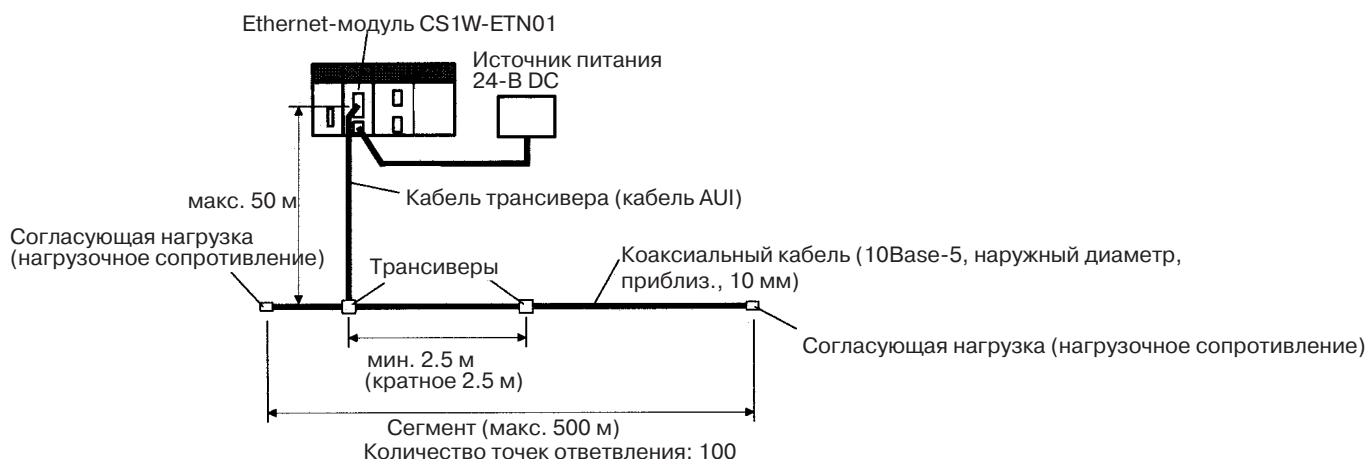 Ethernet-модуль CS1W-ETN01
Источник питания
24-В DC
макс. 50 м
Кабель трансивера (кабель AUI)
Согласующая нагрузка
(нагрузочное сопротивление)
Трансиверы
Коаксиальный кабель (10Base-5, наружный диаметр,
приблиз., 10 мм)
мин. 2.5 м
(кратное 2.5 м)
Согласующая нагрузка (нагрузочное сопротивление)
Сегмент (макс. 500 м)
Количество точек ответвления: 100